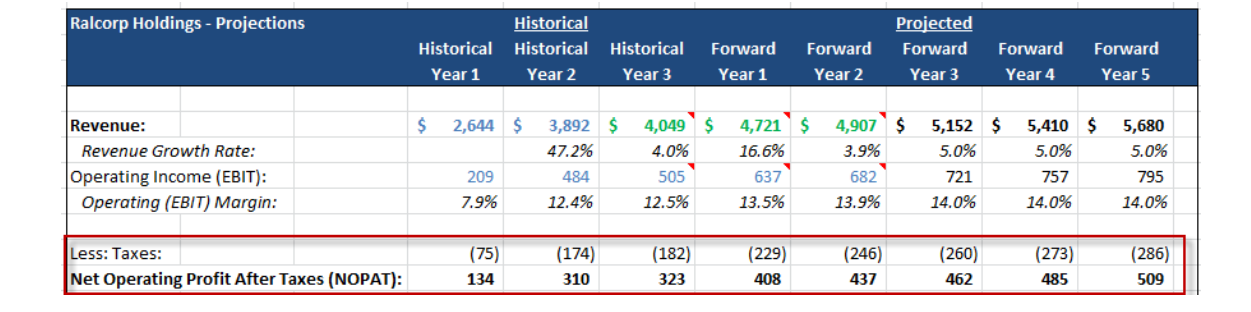 Ralcorp Holdings - Projections Historical Projected
Historical Historical Historical Forward Forward Forward Forward Forward
Year 1 Year 2 Year 3 Year 1 Year 2 Year 3 Year 4 Year 5
Revenue: $ 2,644 $ 3,892 $ 4,049 $ 4,721 $ 4,907 $ 5,152 $ 5,410 $ 5,680
Revenue Growth Rate: 47.2% 4.0% 16.6% 3.9% 5.0% 5.0% 5.0%
Operating Income (EBIT): 209 484 505 637 682 721 757 795
Operating (EBIT) Margin: 7.9% 12.4% 12.5% 13.5% 13.9% 14.0% 14.0% 14.0%
Less: Taxes: (75) (174) (182) (229) (246) (260) (273) (286)
Net Operating Profit After Taxes (NOPAT): 134 310 323 408 437 462 485 509